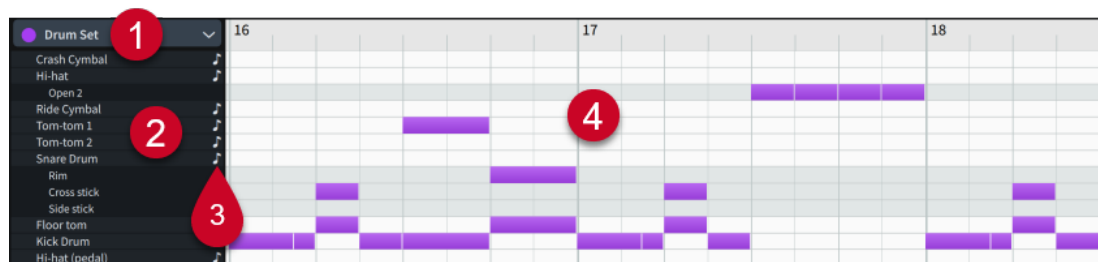 Drum Set
1
16
17
18
Crash Cymbal
Hi-hat
Open 2
Ride Cymbal
Tom-tom 1
2
4
Tom-tom 2
Snare Drum
Rim
Cross stick
3
Side stick
Floor tom
Kick Drum
Hi-hat (pedal)